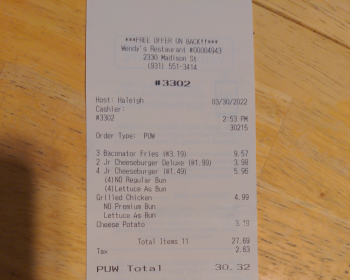 ***FREE OFFER ON BACK!!***
Wendy's Restaurant #00004943
2330 Madison St
(931) 551-3414
#3302
Host: Raleigh 03/30/2022
Cashier:
#3302 2:53 PM
30215
Order Type: PUW
3 Baconator Fries (@3.19) 9.57
2 Jr Cheeseburger Deluxe (@1.99) 3.98
4 Jr Cheeseburger (@1.49) 5.96
(4)NO Regular Bun
(4)Lettuce As Bun
Grilled Chicken 4.99
NO Premium Bun
Lettuce As Bun
Cheese Potato 3.19
Total Items 11 27.69
Tax 2.63
PUW Total 30.32